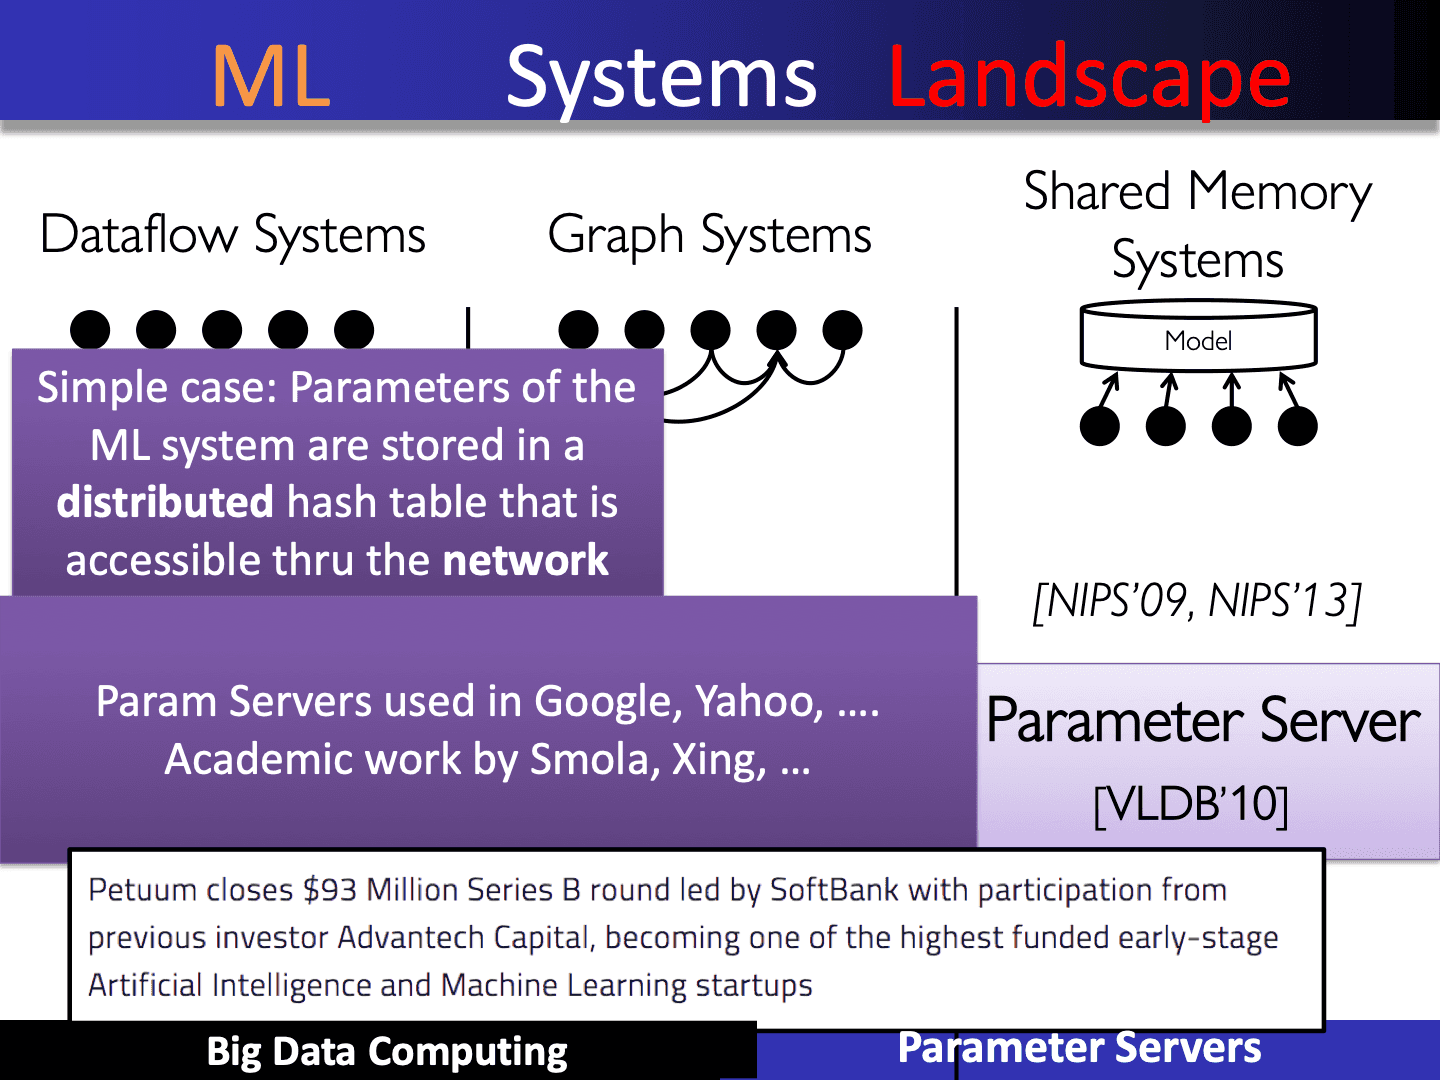 ML Systems Landscape
Dataflow Systems
Graph Systems
Shared Memory
Systems
Model
Simple case: Parameters of the
ML system are stored in a
distributed hash table that is
accessible thru the network
[NIPS’09, NIPS’13]
Param Servers used in Google, Yahoo, ….
Academic work by Smola, Xing, …
Parameter Server
[VLDB’10]
Petuum closes $93 Million Series B round led by SoftBank with participation from
previous investor Advantech Capital, becoming one of the highest funded early-stage
Artificial Intelligence and Machine Learning startups
Big Data Computing
Parameter Servers